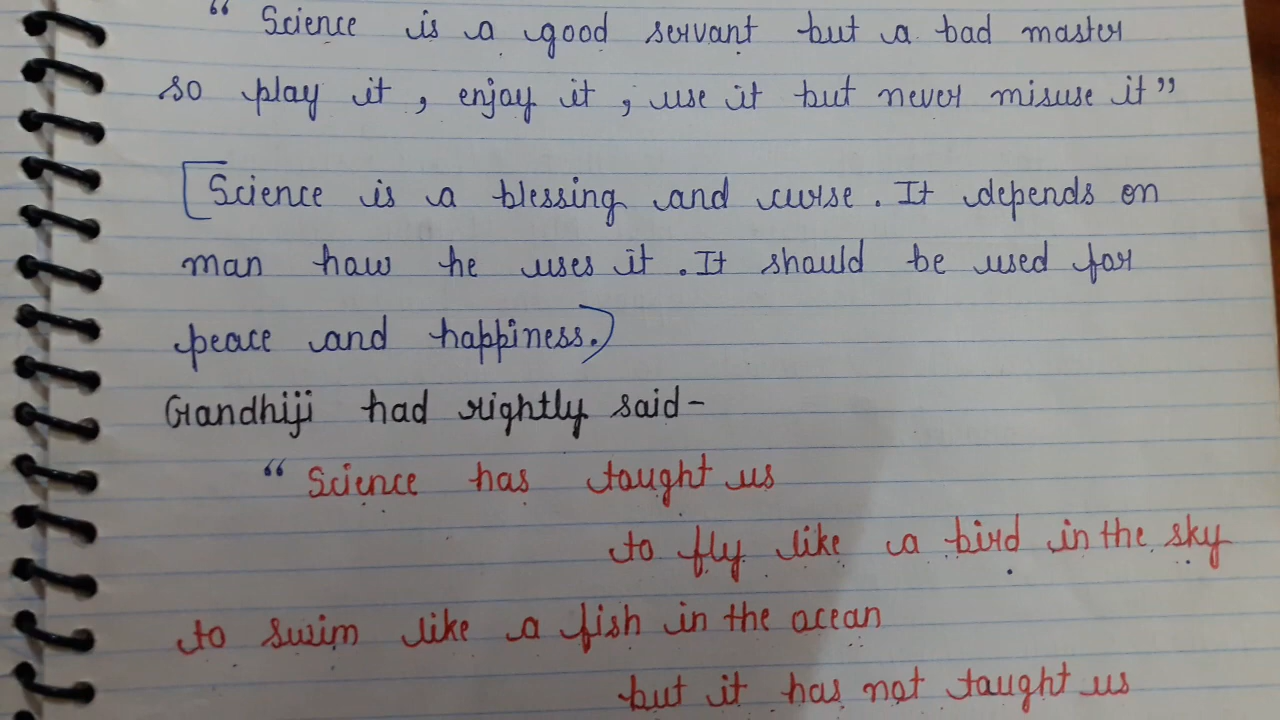 “ Science is a good servant but a bad master
so play it , enjoy it , use it but never misuse it ”
[Science is a blessing and curse . It depends on
man how he uses it . It should be used for
peace and happiness.)
Gandhiji had rightly said-
“ Science has taught us
to fly like a bird in the sky
to swim like a fish in the ocean
but it has not taught us